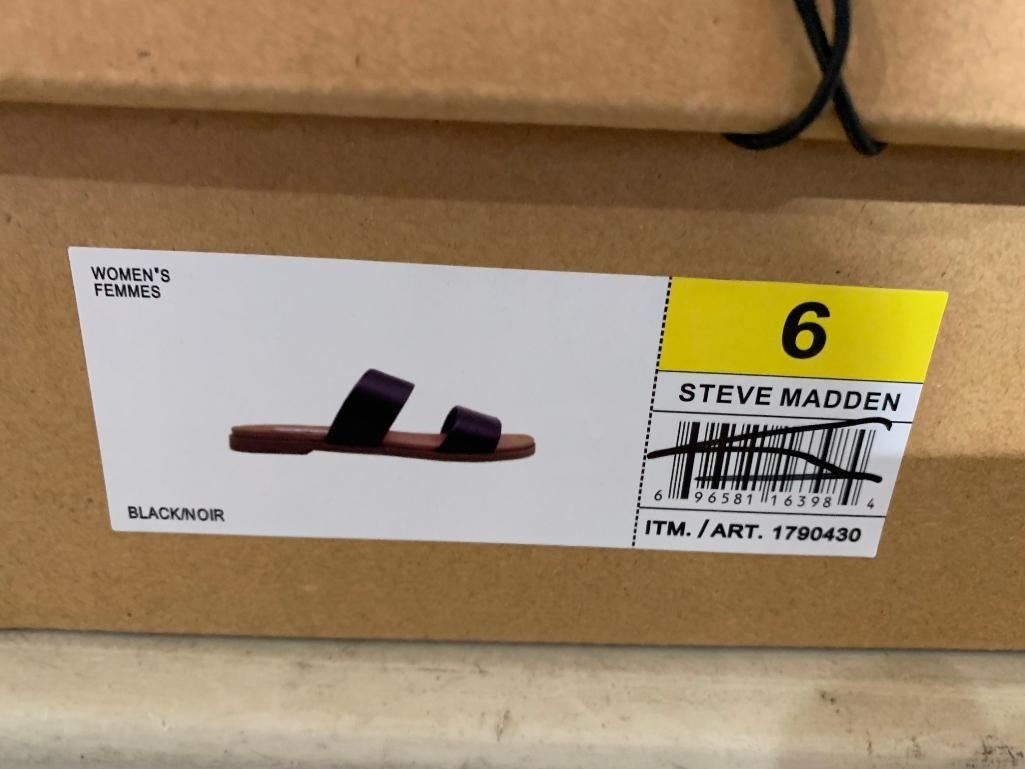 WOMEN'S
FEMMES
BLACK/NOIR
6
STEVE MADDEN
6 96581 16398 4
ITM. / ART. 1790430